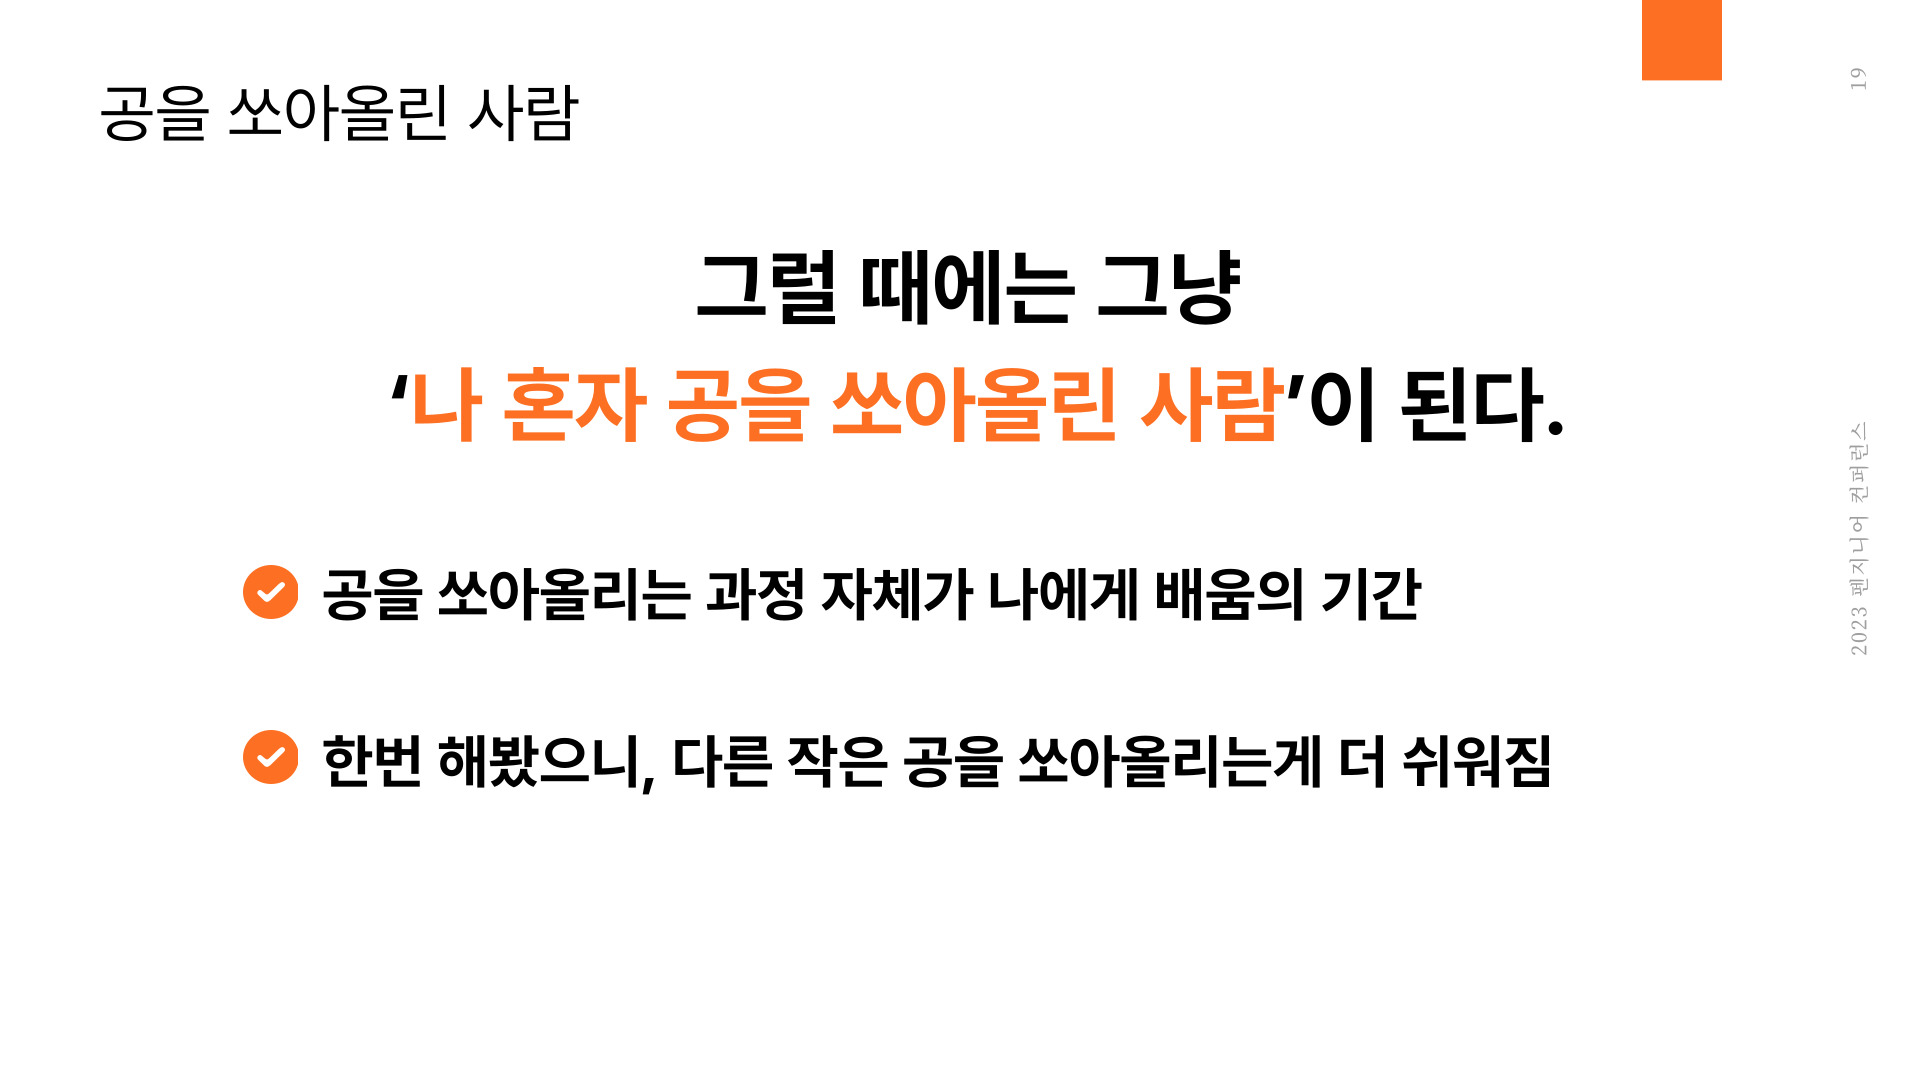 공을 쏘아올린 사람
그럴 때에는 그냥
‘나 혼자 공을 쏘아올린 사람’이 된다.
공을 쏘아올리는 과정 자체가 나에게 배움의 기간
한번 해봤으니, 다른 작은 공을 쏘아올리는게 더 쉬워짐
19
2023 펜지니어 컨퍼런스